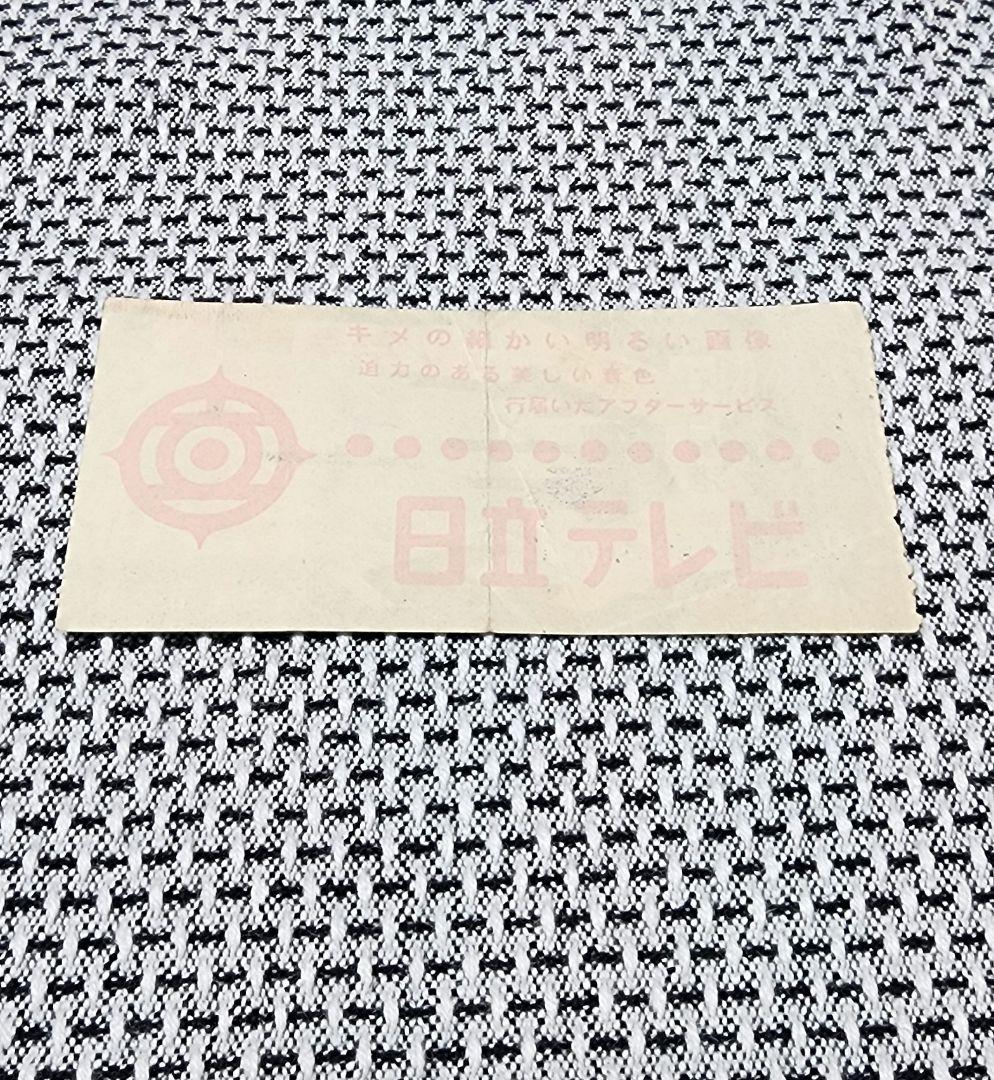 キメの細かい明るい画像
迫力のある美しい音色
行届いたアフターサービス
日立テレビ